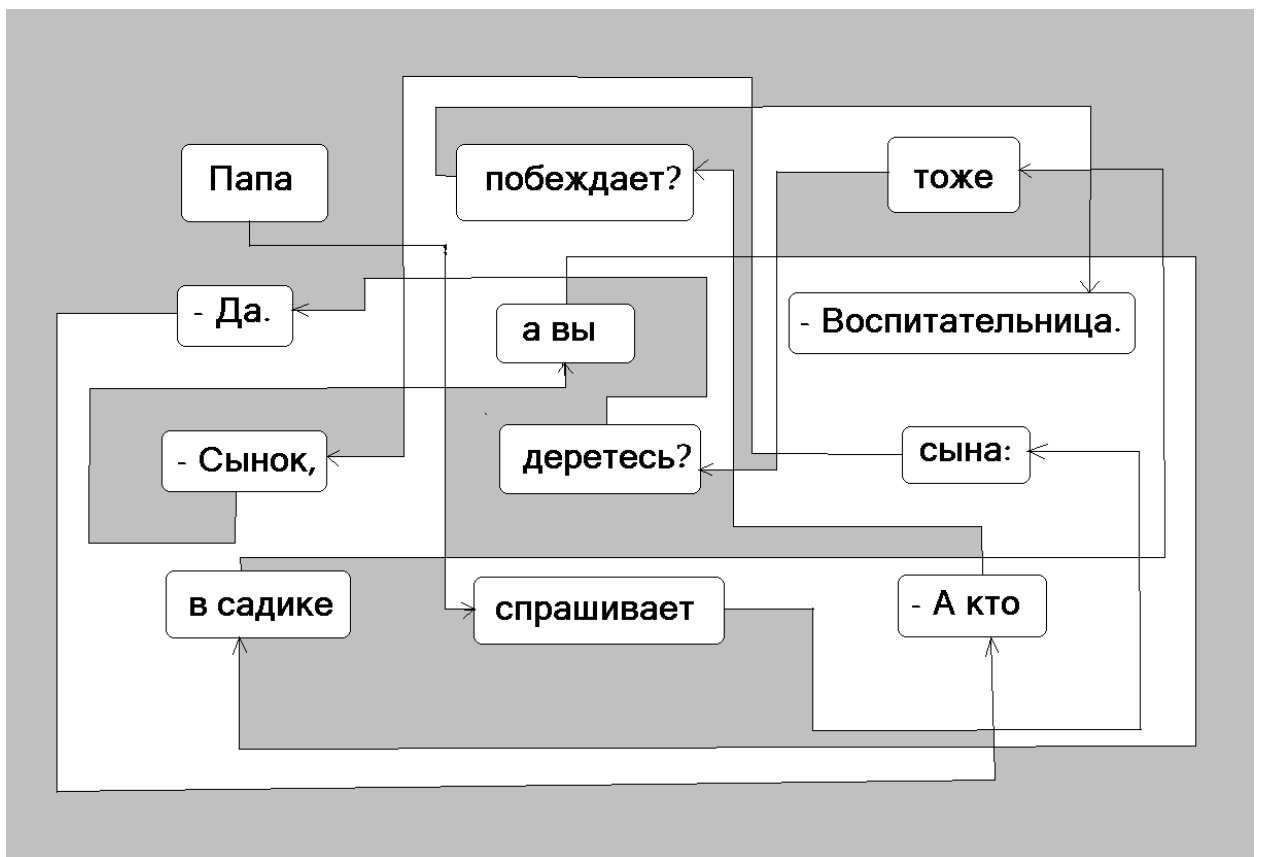 Папа
побеждает?
тоже
- Да.
а вы
- Воспитательница.
- Сынок,
деретесь?
сына:
в садике
спрашивает
- А кто